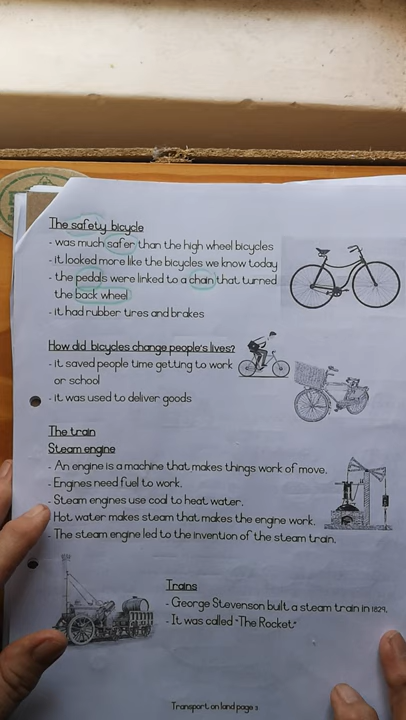 The safety bicycle
- was much safer than the high wheel bicycles
- it looked more like the bicycles we know today
- the pedals were linked to a chain that turned
the back wheel
- it had rubber tires and brakes
How did bicycles change people's lives?
- it saved people time getting to work
or school
- it was used to deliver goods
The train
Steam engine
- An engine is a machine that makes things work or move.
- Engines need fuel to work.
- Steam engines use coal to heat water.
Hot water makes steam that makes the engine work.
- The steam engine led to the invention of the steam train.
Trains
- George Stevenson built a steam train in 1829.
- It was called "The Rocket"
Transport on land page 3